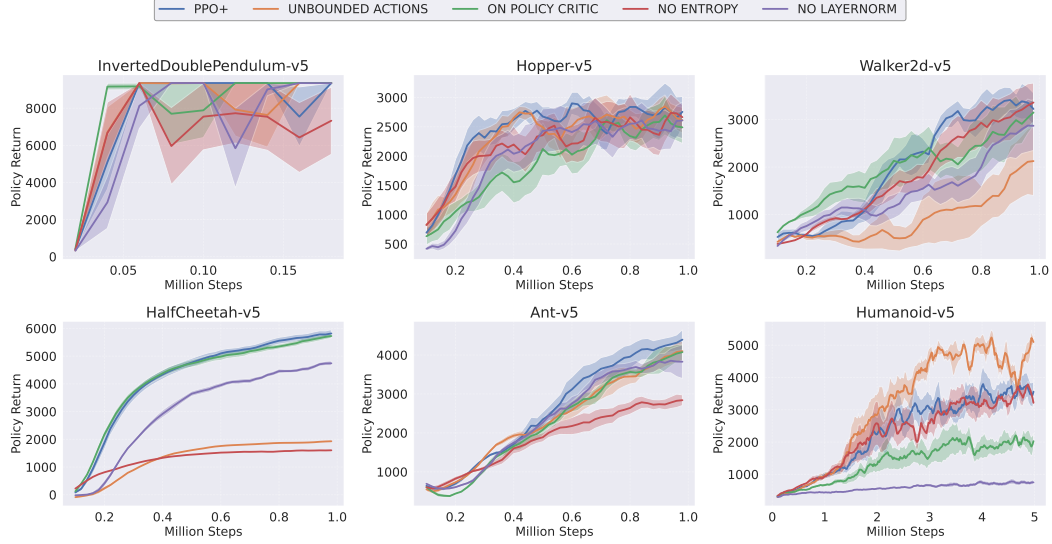 PPO+ UNBOUNDED ACTIONS ON POLICY CRITIC NO ENTROPY NO LAYERNORM
InvertedDoublePendulum-v5
Policy Return
8000
6000
4000
2000
0
0.05 0.10 0.15
Million Steps
Hopper-v5
Policy Return
3000
2500
2000
1500
1000
500
0.2 0.4 0.6 0.8 1.0
Million Steps
Walker2d-v5
Policy Return
3000
2000
1000
0.2 0.4 0.6 0.8 1.0
Million Steps
HalfCheetah-v5
Policy Return
6000
5000
4000
3000
2000
1000
0
0.2 0.4 0.6 0.8 1.0
Million Steps
Ant-v5
Policy Return
4000
3000
2000
1000
0.2 0.4 0.6 0.8 1.0
Million Steps
Humanoid-v5
Policy Return
5000
4000
3000
2000
1000
0 1 2 3 4 5
Million Steps